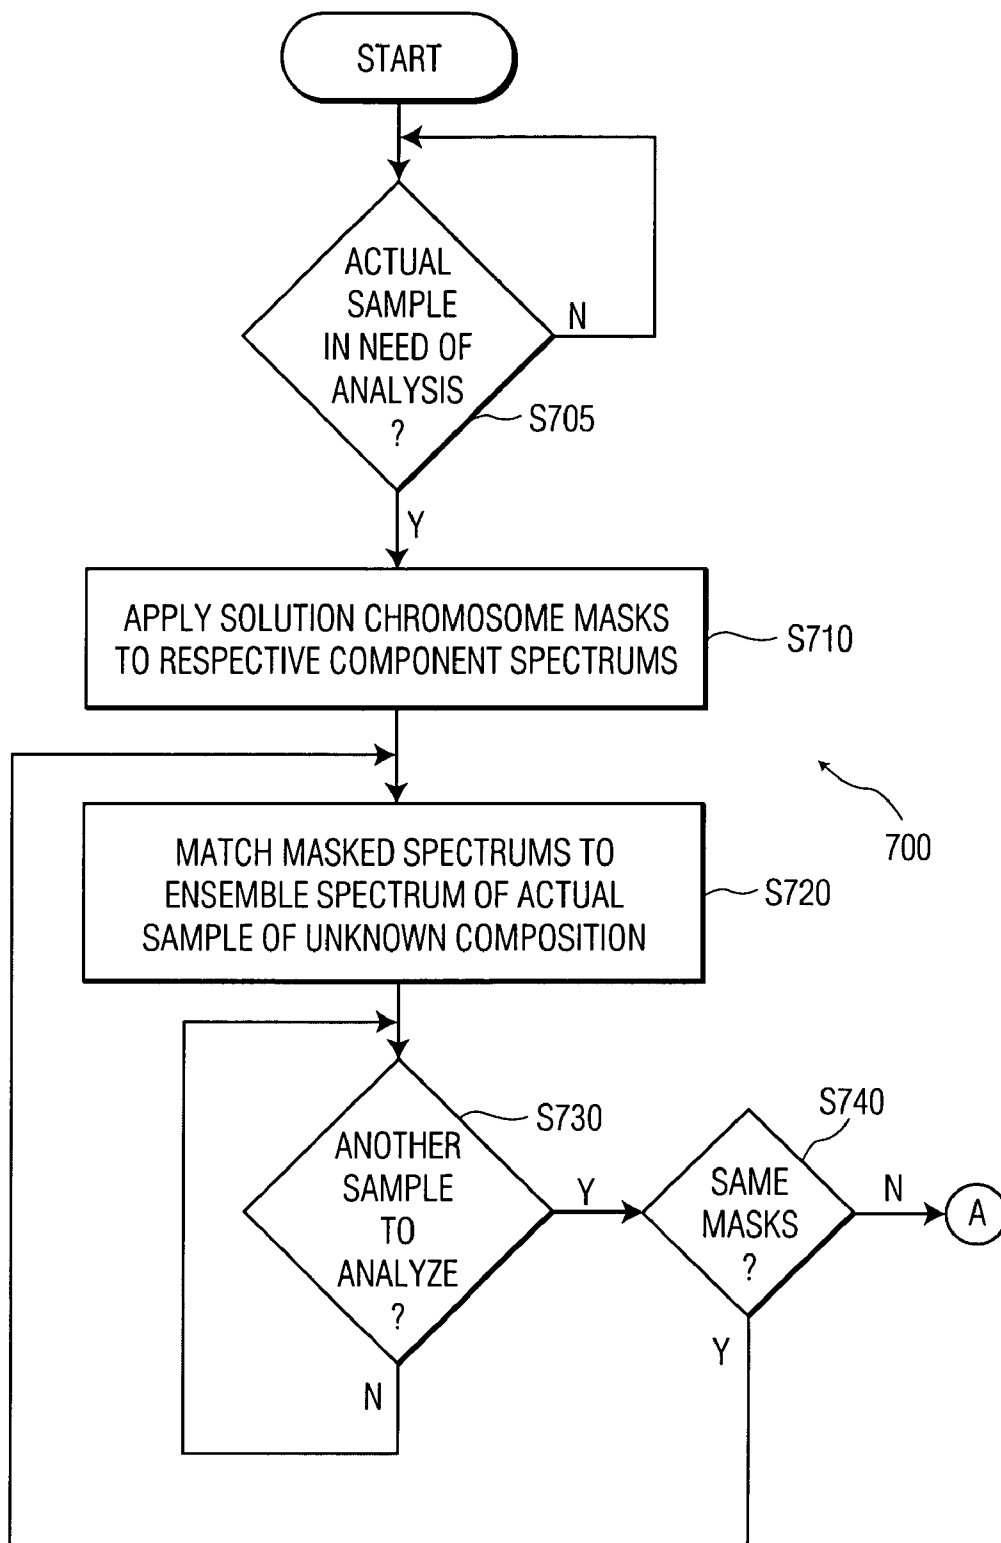 START
ACTUAL
SAMPLE
IN NEED OF
ANALYSIS
?
N
S705
Y
APPLY SOLUTION CHROMOSOME MASKS
TO RESPECTIVE COMPONENT SPECTRUMS
S710
700
MATCH MASKED SPECTRUMS TO
ENSEMBLE SPECTRUM OF ACTUAL
SAMPLE OF UNKNOWN COMPOSITION
S720
ANOTHER
SAMPLE
TO
ANALYZE
?
S730
Y
N
SAME
MASKS
?
S740
N
A
Y